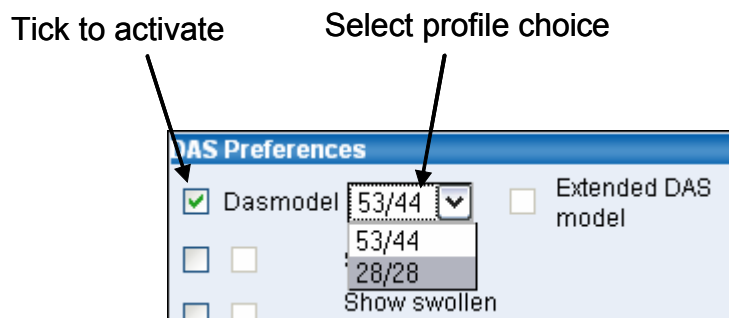 Tick to activate
Select profile choice
DAS Preferences
Dasmodel 53/44 Extended DAS
model
53/44
28/28
Show swollen